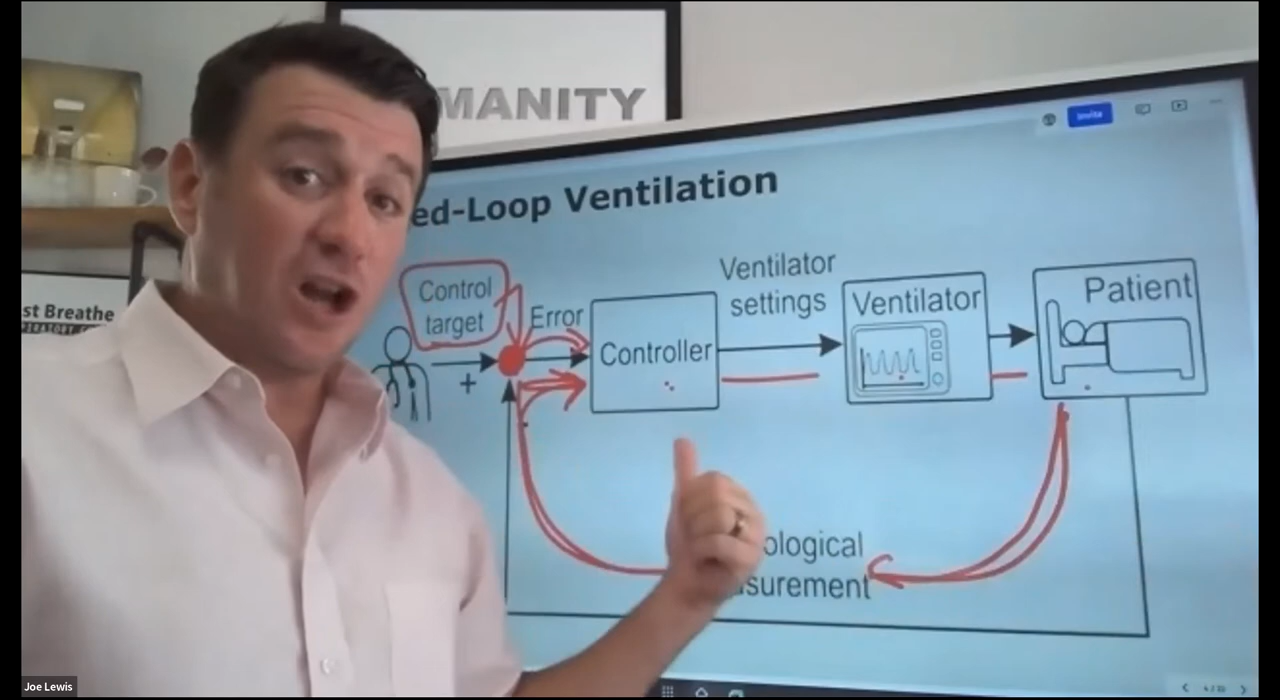 MANITY
Invite
ed-Loop Ventilation
Control
target
Error
+
Controller
Ventilator
settings
Ventilator
Patient
st Breathe
ological
surement
Joe Lewis